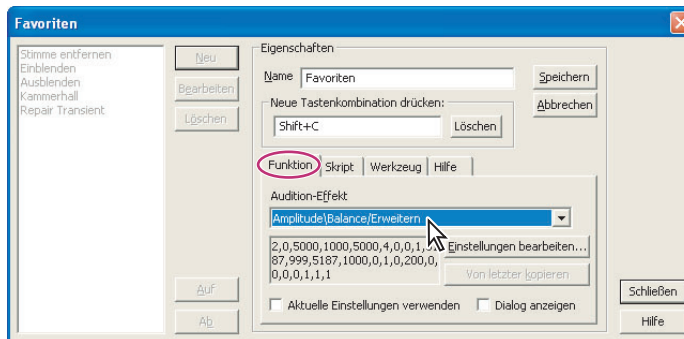 Favoriten
Stimme entfernen
Einblenden
Ausblenden
Kammerhall
Repair Transient
Neu
Bearbeiten
Löschen
Auf
Ab
Eigenschaften
Name
Favoriten
Speichern
Abbrechen
Neue Tastenkombination drücken:
Shift+C
Löschen
Funktion
Skript
Werkzeug
Hilfe
Audition-Effekt
Amplitude\Balance/Erweitern
2,0,5000,1000,5000,4,0,0,1,
87,999,5187,1000,0,1,0,200,0,
0,0,0,1,1,1
Einstellungen bearbeiten...
Von letzter kopieren
Aktuelle Einstellungen verwenden
Dialog anzeigen
Schließen
Hilfe